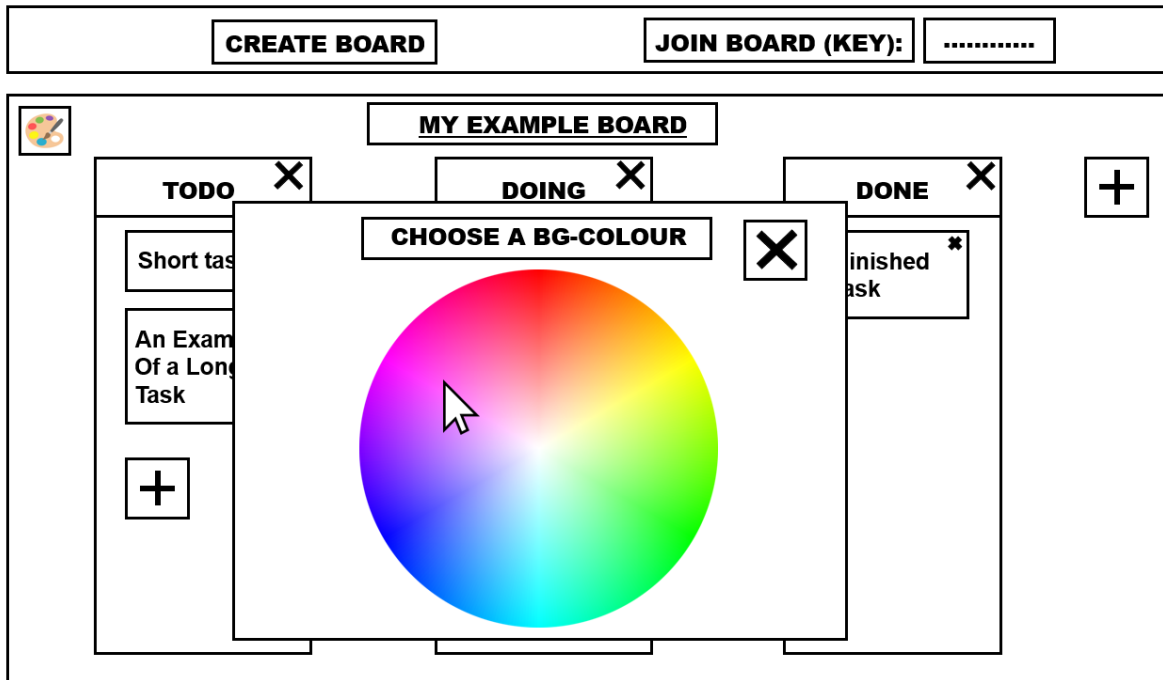 CREATE BOARD
JOIN BOARD (KEY):
............
MY EXAMPLE BOARD
TODO
DOING
DONE
CHOOSE A BG-COLOUR
Short tas
An Exam
Of a Long
Task
inished
ask